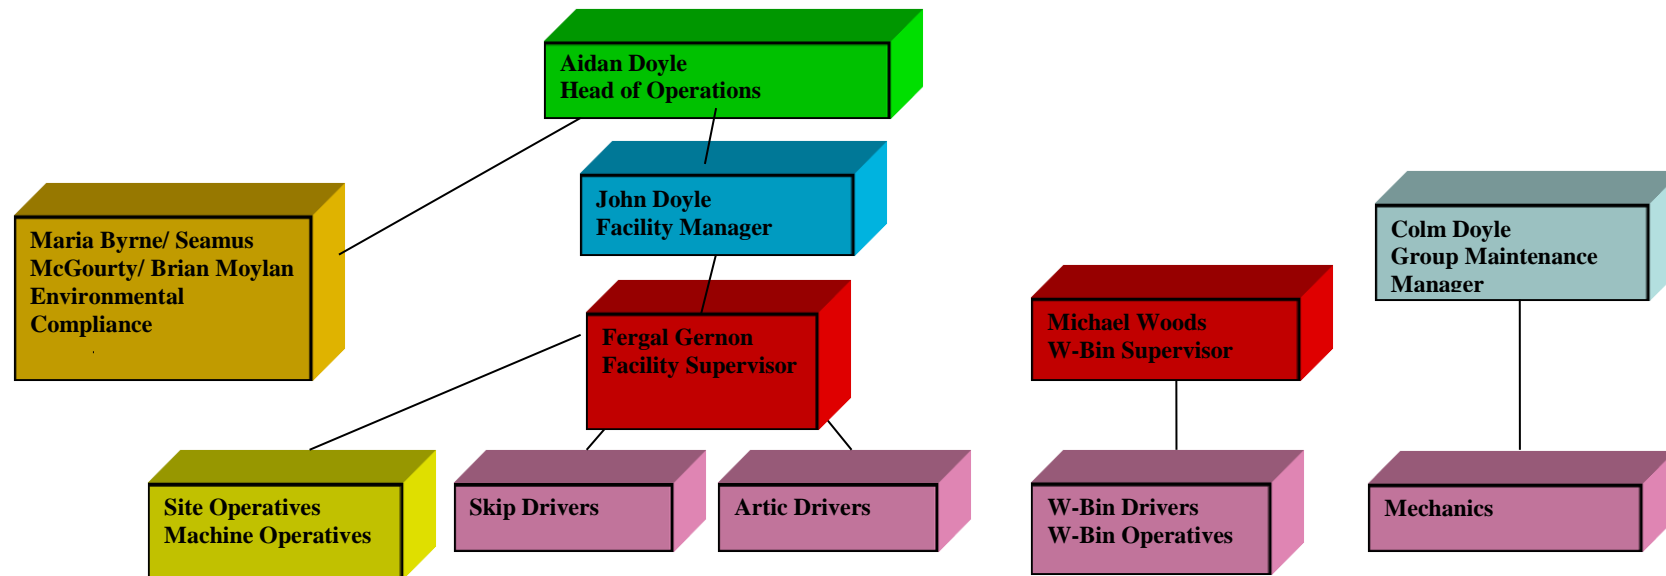 Aidan Doyle
Head of Operations
John Doyle
Facility Manager
Maria Byrne/ Seamus
McGourty/ Brian Moylan
Environmental
Compliance
Colm Doyle
Group Maintenance
Manager
Fergal Gernon
Facility Supervisor
Michael Woods
W-Bin Supervisor
Site Operatives
Machine Operatives
Skip Drivers
Artic Drivers
W-Bin Drivers
W-Bin Operatives
Mechanics